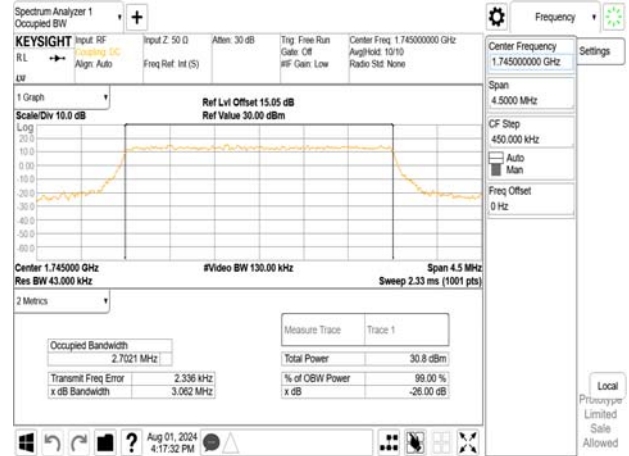 Spectrum Analyzer 1
Occupied BW
+
Frequency
KEYSIGHT
RL
Input: RF
Coupling: DC
Align: Auto
Input Z: 50 Ω
Freq Ref: Int (S)
Atten: 30 dB
Trig: Free Run
Gate: Off
#IF Gain: Low
Center Freq: 1.745000000 GHz
Avg|Hold: 10/10
Radio Std: None
Center Frequency
1.745000000 GHz
Settings
Span
4.5000 MHz
CF Step
450.000 kHz
Auto
Man
Freq Offset
0 Hz
1 Graph
Scale/Div 10.0 dB
Ref Lvl Offset 15.05 dB
Ref Value 30.00 dBm
Log
20.0
10.0
0.00
-10.0
-20.0
-30.0
-40.0
-50.0
-60.0
Center 1.745000 GHz
Res BW 43.000 kHz
#Video BW 130.00 kHz
Span 4.5 MHz
Sweep 2.33 ms (1001 pts)
2 Metrics
Measure Trace Trace 1
Occupied Bandwidth
2.7021 MHz
Total Power 30.8 dBm
Transmit Freq Error 2.336 kHz
% of OBW Power 99.00 %
x dB Bandwidth 3.062 MHz
x dB -26.00 dB
Local
Prototype
Limited
Sale
Allowed
?
Aug 01, 2024
4:17:32 PM